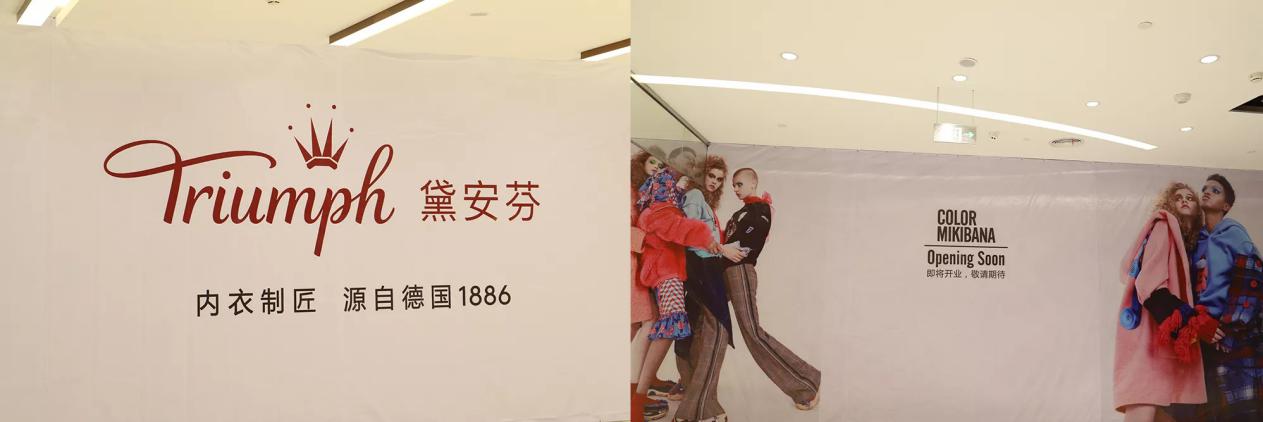 Triumph 黛安芬
内衣制匠 源自德国1886
COLOR
MIKIBANA
Opening Soon
即将开业，敬请期待